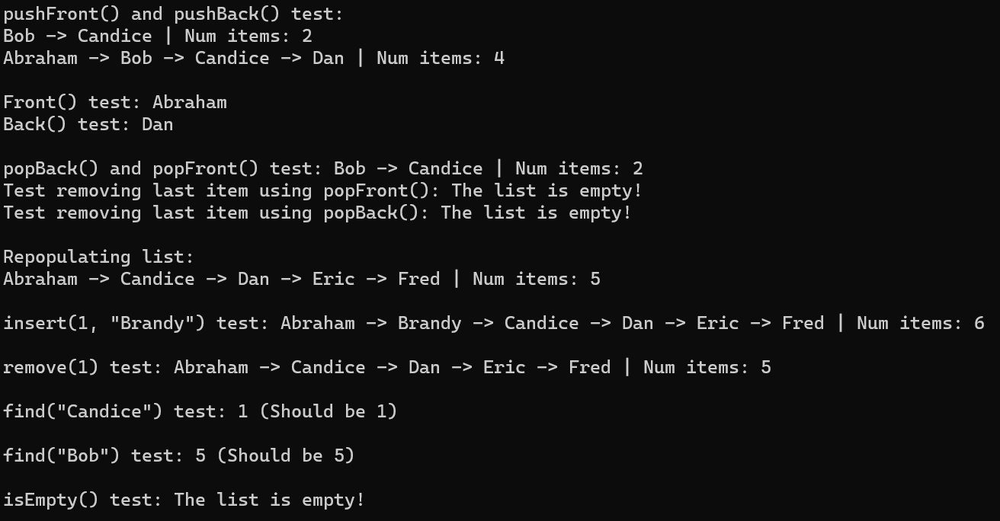 pushFront() and pushBack() test:
Bob -> Candice | Num items: 2
Abraham -> Bob -> Candice -> Dan | Num items: 4
Front() test: Abraham
Back() test: Dan
popBack() and popFront() test: Bob -> Candice | Num items: 2
Test removing last item using popFront(): The list is empty!
Test removing last item using popBack(): The list is empty!
Repopulating list:
Abraham -> Candice -> Dan -> Eric -> Fred | Num items: 5
insert(1, "Brandy") test: Abraham -> Brandy -> Candice -> Dan -> Eric -> Fred | Num items: 6
remove(1) test: Abraham -> Candice -> Dan -> Eric -> Fred | Num items: 5
find("Candice") test: 1 (Should be 1)
find("Bob") test: 5 (Should be 5)
isEmpty() test: The list is empty!